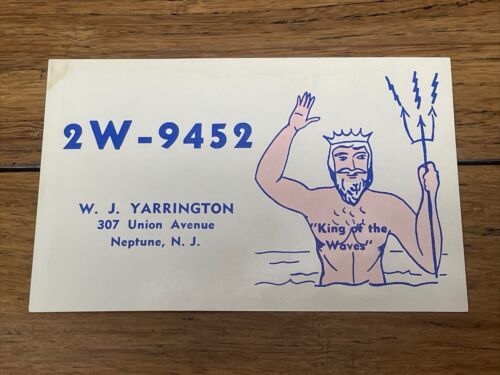 2W-9452
W. J. YARRINGTON
307 Union Avenue
Neptune, N. J.
"King of the
Waves"